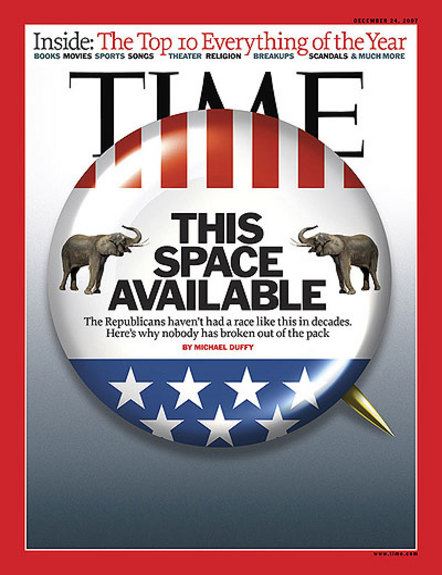 DECEMBER 24, 2007
Inside: The Top 10 Everything of the Year
BOOKS MOVIES SPORTS SONGS THEATER RELIGION BREAKUPS SCANDALS & MUCH MORE
TIME
THIS
SPACE
AVAILABLE
The Republicans haven't had a race like this in decades.
Here's why nobody has broken out of the pack
BY MICHAEL DUFFY
www.time.com